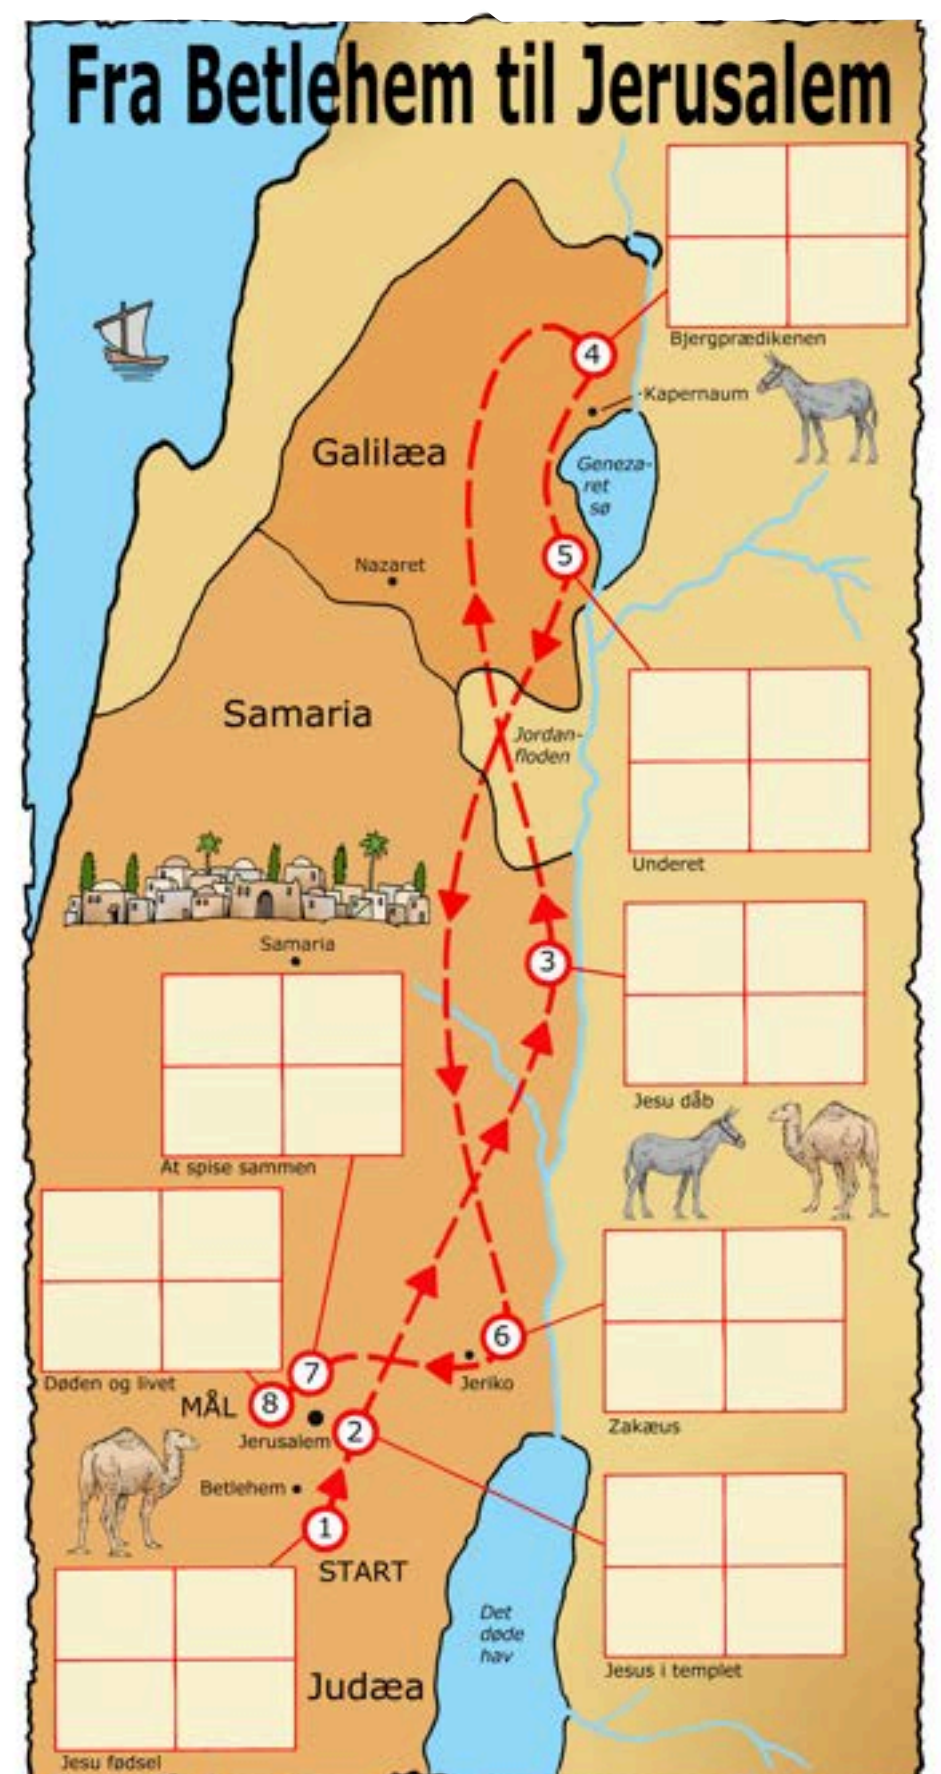 Fra Betlehem til Jerusalem
Bjergprædikenen
4
Kapernaum
Galilæa
Geneza-
ret
sø
5
Nazaret
Samaria
Jordan-
floden
Underet
Samaria
3
Jesu dåb
At spise sammen
6
Jeriko
Zakæus
Døden og livet
7
MÅL
8
Jerusalem
2
Betlehem
1
START
Det
døde
hav
Jesus i templet
Judæa
Jesu fødsel